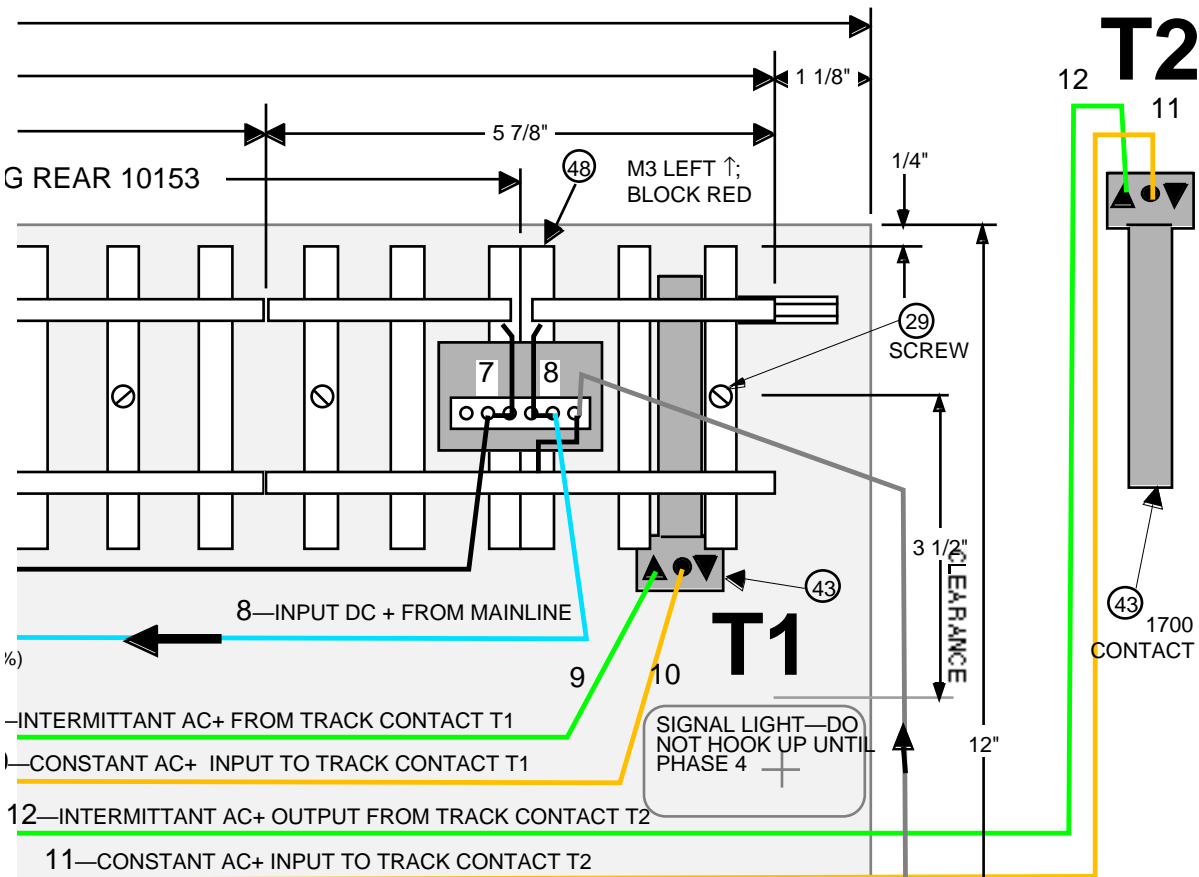 T2
12
11
1 1/8"
5 7/8"
G REAR 10153
48
M3 LEFT ↑;
BLOCK RED
1/4"
29
SCREW
7
8
3 1/2"
CLEARANCE
43
43
1700
CONTACT
8—INPUT DC + FROM MAINLINE
T1
%)
9
10
—INTERMITTANT AC+ FROM TRACK CONTACT T1
SIGNAL LIGHT—DO
NOT HOOK UP UNTIL
PHASE 4
12"
—CONSTANT AC+ INPUT TO TRACK CONTACT T1
12—INTERMITTANT AC+ OUTPUT FROM TRACK CONTACT T2
11—CONSTANT AC+ INPUT TO TRACK CONTACT T2